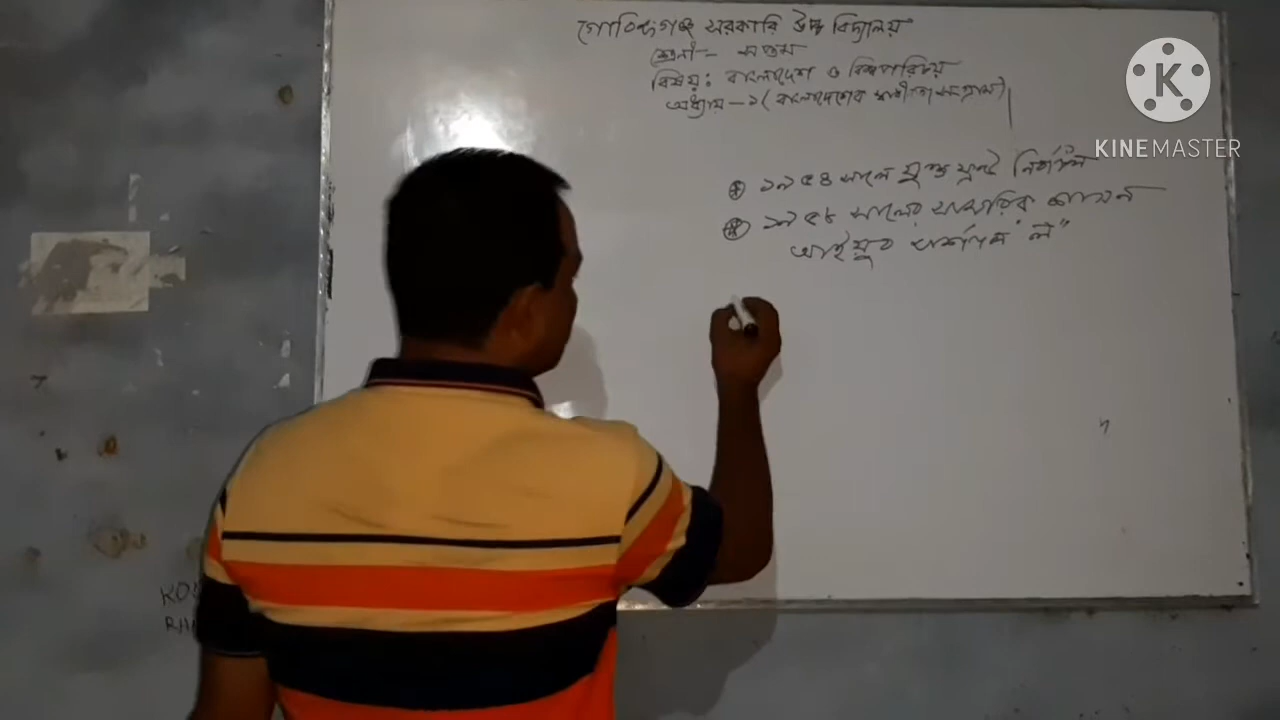 গোবিন্দগঞ্জ সরকারি উচ্চ বিদ্যালয়
শ্রেণী - সপ্তম
বিষয়: বাংলাদেশ ও বিশ্বপরিচয়
অধ্যায় - ১ ( বাংলাদেশের স্বাধীনতা সংগ্রাম )
১৯৫৪ সালে যুক্ত ফ্রন্ট নির্বাচন
১৯৫৮ সালের সামরিক শাসন
আইয়ুব মার্শাল ল"
K
KINEMASTER